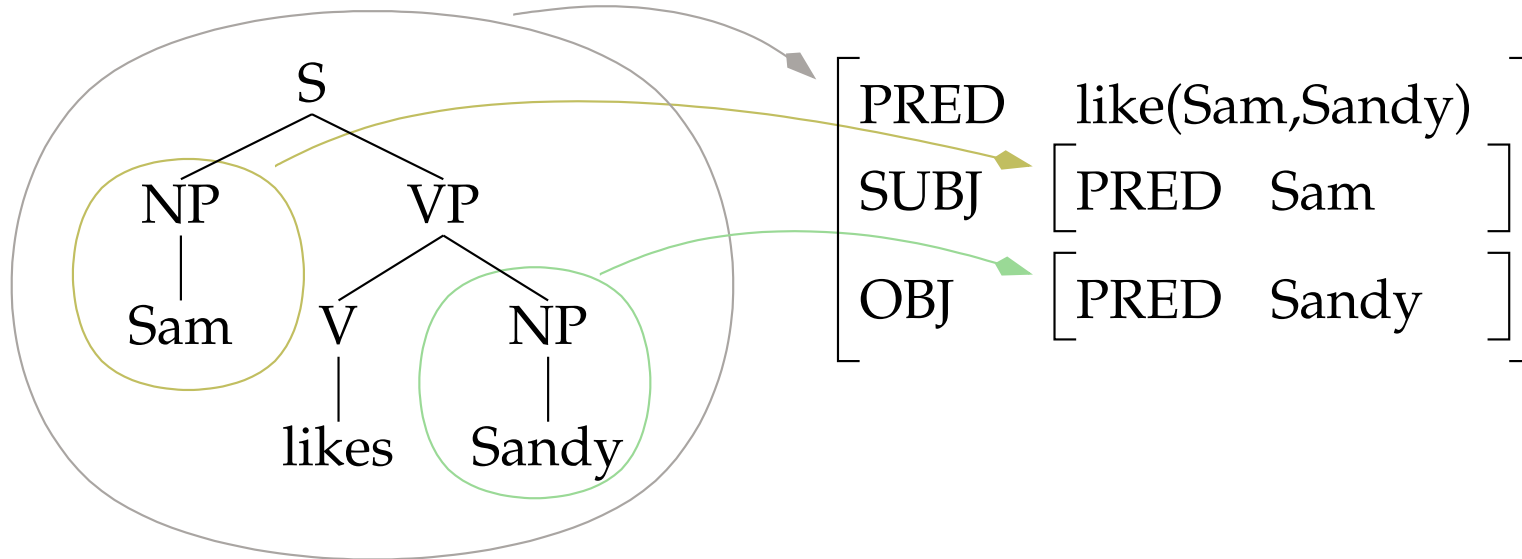 S
NP VP
Sam V NP
likes Sandy
PRED like(Sam,Sandy)
SUBJ PRED Sam
OBJ PRED Sandy